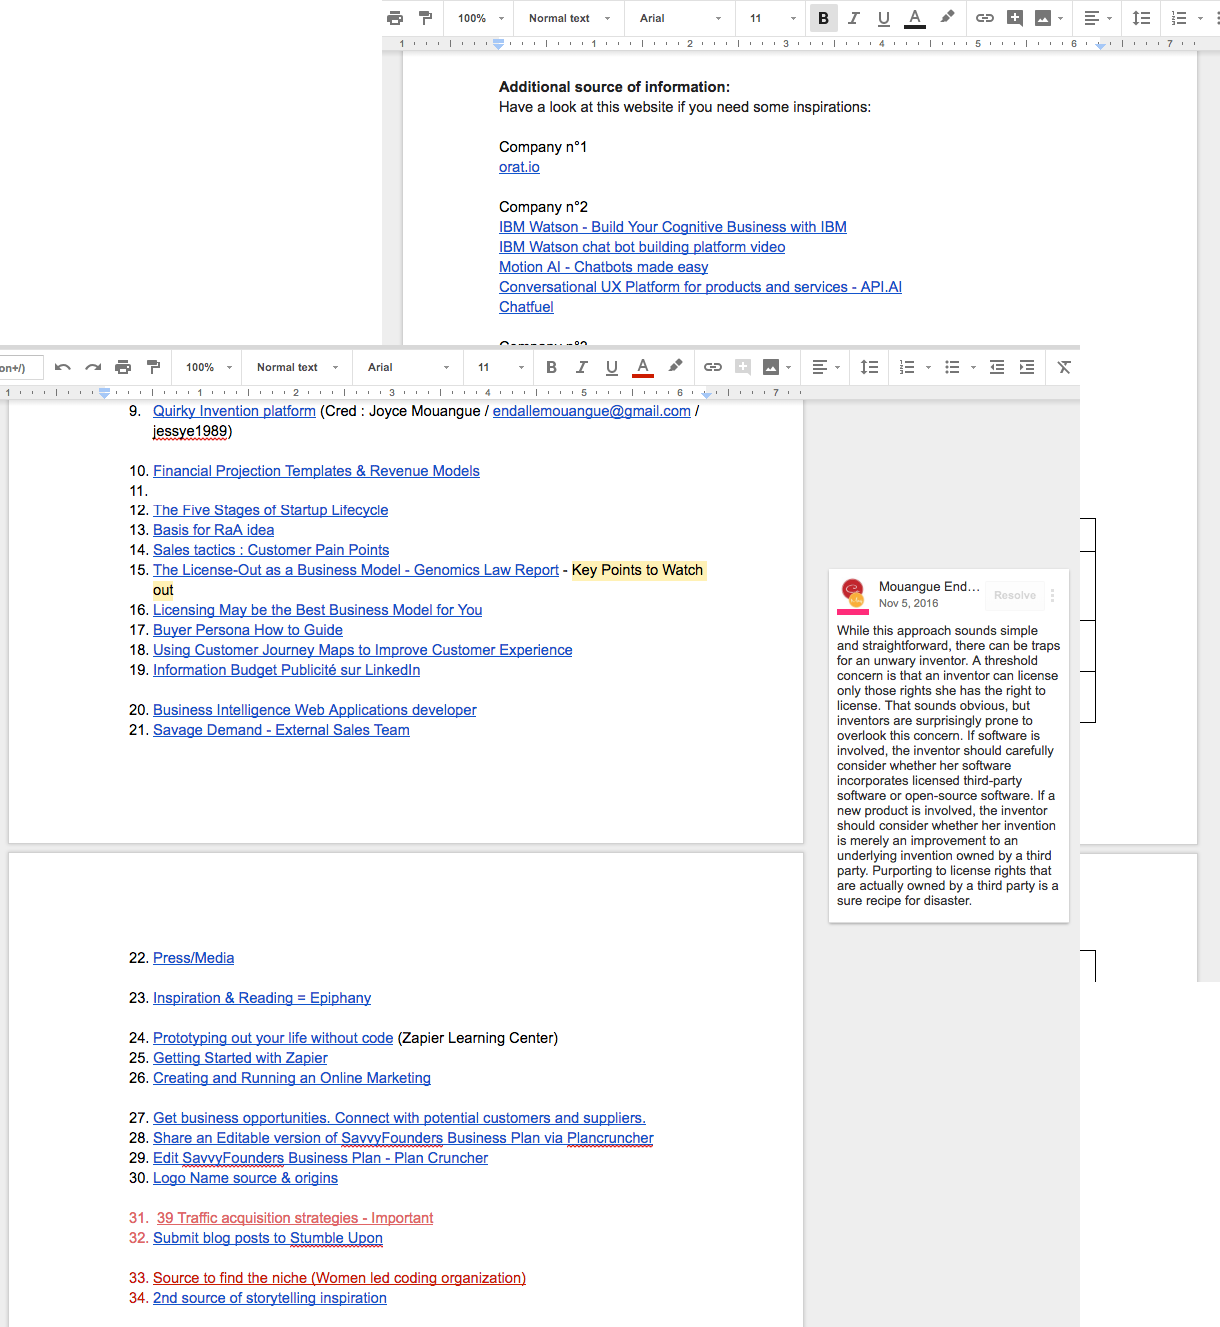 100%
Normal text
Arial
11
B
I
U
A
1
1
2
3
4
5
6
7
Additional source of information:
Have a look at this website if you need some inspirations:
Company n°1
orat.io
Company n°2
IBM Watson - Build Your Cognitive Business with IBM
IBM Watson chat bot building platform video
Motion AI - Chatbots made easy
Conversational UX Platform for products and services - API.AI
Chatfuel
on+/)
100%
Normal text
Arial
11
B
I
U
A
1
1
2
3
4
5
6
7
9. Quirky Invention platform (Cred : Joyce Mouangue / endallemouangue@gmail.com /
jessye1989)
10. Financial Projection Templates & Revenue Models
11.
12. The Five Stages of Startup Lifecycle
13. Basis for RaA idea
14. Sales tactics : Customer Pain Points
15. The License-Out as a Business Model - Genomics Law Report - Key Points to Watch
out
16. Licensing May be the Best Business Model for You
17. Buyer Persona How to Guide
18. Using Customer Journey Maps to Improve Customer Experience
19. Information Budget Publicité sur LinkedIn
20. Business Intelligence Web Applications developer
21. Savage Demand - External Sales Team
Mouangue End...
Nov 5, 2016
Resolve
While this approach sounds simple
and straightforward, there can be traps
for an unwary inventor. A threshold
concern is that an inventor can license
only those rights she has the right to
license. That sounds obvious, but
inventors are surprisingly prone to
overlook this concern. If software is
involved, the inventor should carefully
consider whether her software
incorporates licensed third-party
software or open-source software. If a
new product is involved, the inventor
should consider whether her invention
is merely an improvement to an
underlying invention owned by a third
party. Purporting to license rights that
are actually owned by a third party is a
sure recipe for disaster.
22. Press/Media
23. Inspiration & Reading = Epiphany
24. Prototyping out your life without code (Zapier Learning Center)
25. Getting Started with Zapier
26. Creating and Running an Online Marketing
27. Get business opportunities. Connect with potential customers and suppliers.
28. Share an Editable version of SavvyFounders Business Plan via Plancruncher
29. Edit SavvyFounders Business Plan - Plan Cruncher
30. Logo Name source & origins
31. 39 Traffic acquisition strategies - Important
32. Submit blog posts to Stumble Upon
33. Source to find the niche (Women led coding organization)
34. 2nd source of storytelling inspiration